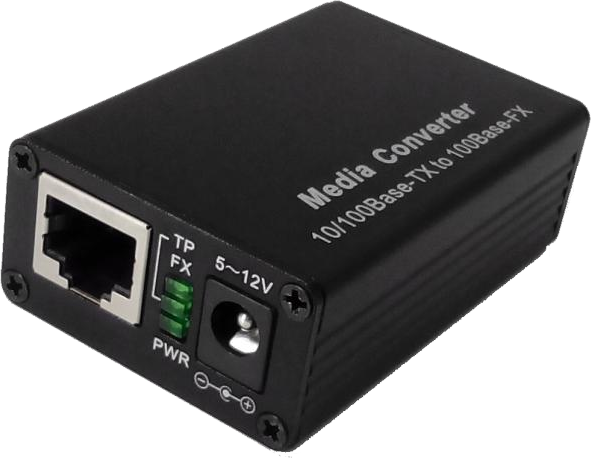 Media Converter
10/100Base-TX to 100Base-FX
TP
FX
5~12V
PWR